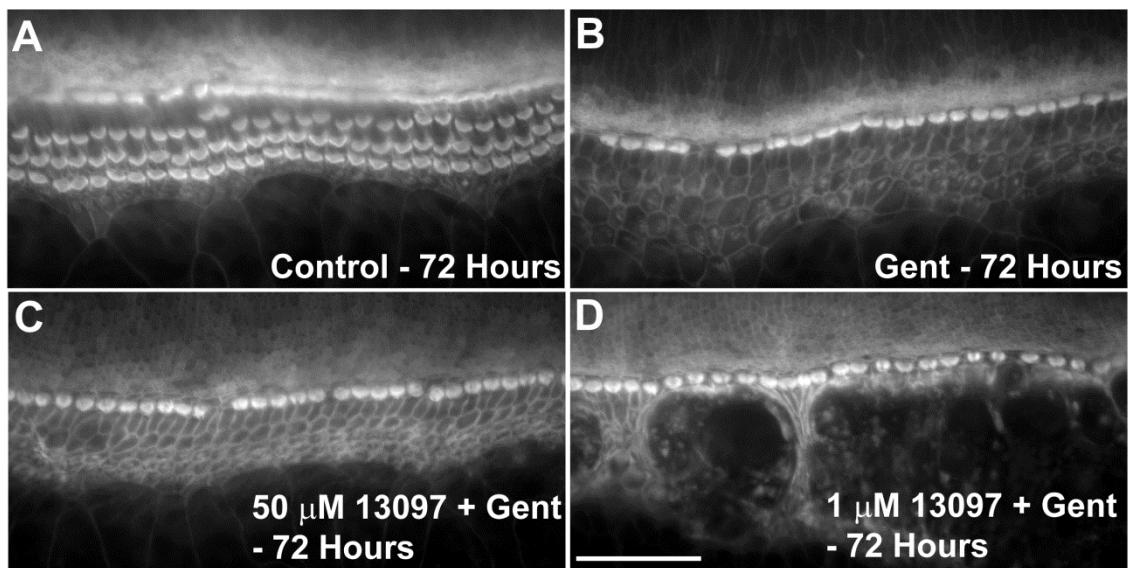 A
Control - 72 Hours
B
Gent - 72 Hours
C
50 μM 13097 + Gent
- 72 Hours
D
1 μM 13097 + Gent
- 72 Hours